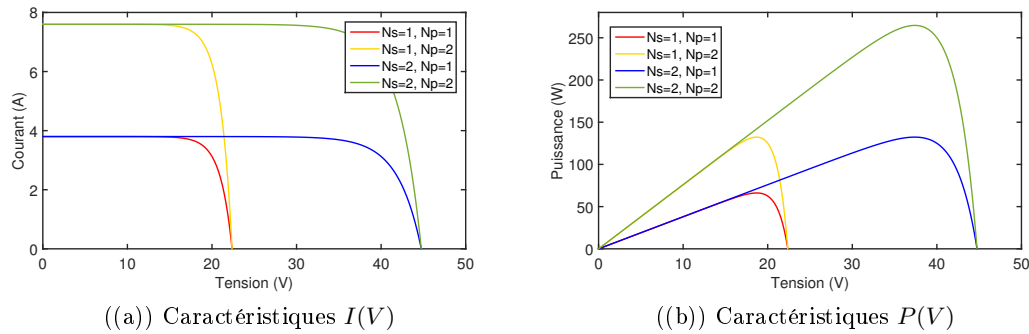 8
6
4
2
0
Courant (A)
0 10 20 30 40 50
Tension (V)
Ns=1, Np=1
Ns=1, Np=2
Ns=2, Np=1
Ns=2, Np=2
((a)) Caractéristiques I(V)
250
200
150
100
50
0
Puissance (W)
0 10 20 30 40 50
Tension (V)
Ns=1, Np=1
Ns=1, Np=2
Ns=2, Np=1
Ns=2, Np=2
((b)) Caractéristiques P(V)